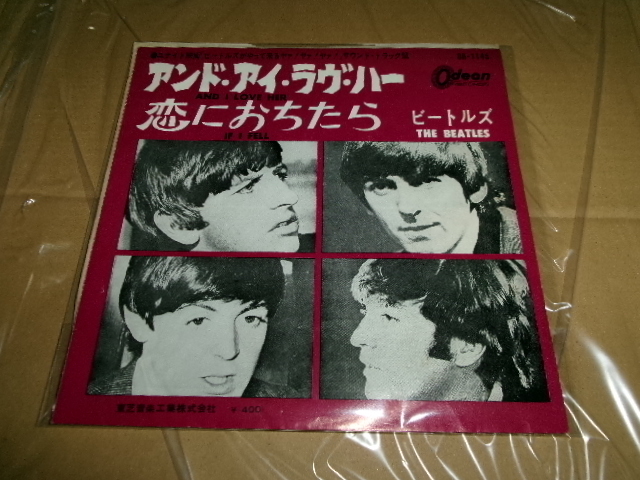 アンド・アイ・ラヴ・ハー
AND I LOVE HER
恋におちたら
IF I FELL
Odeon
ビートルズ
THE BEATLES
東芝音楽工業株式会社 ¥400